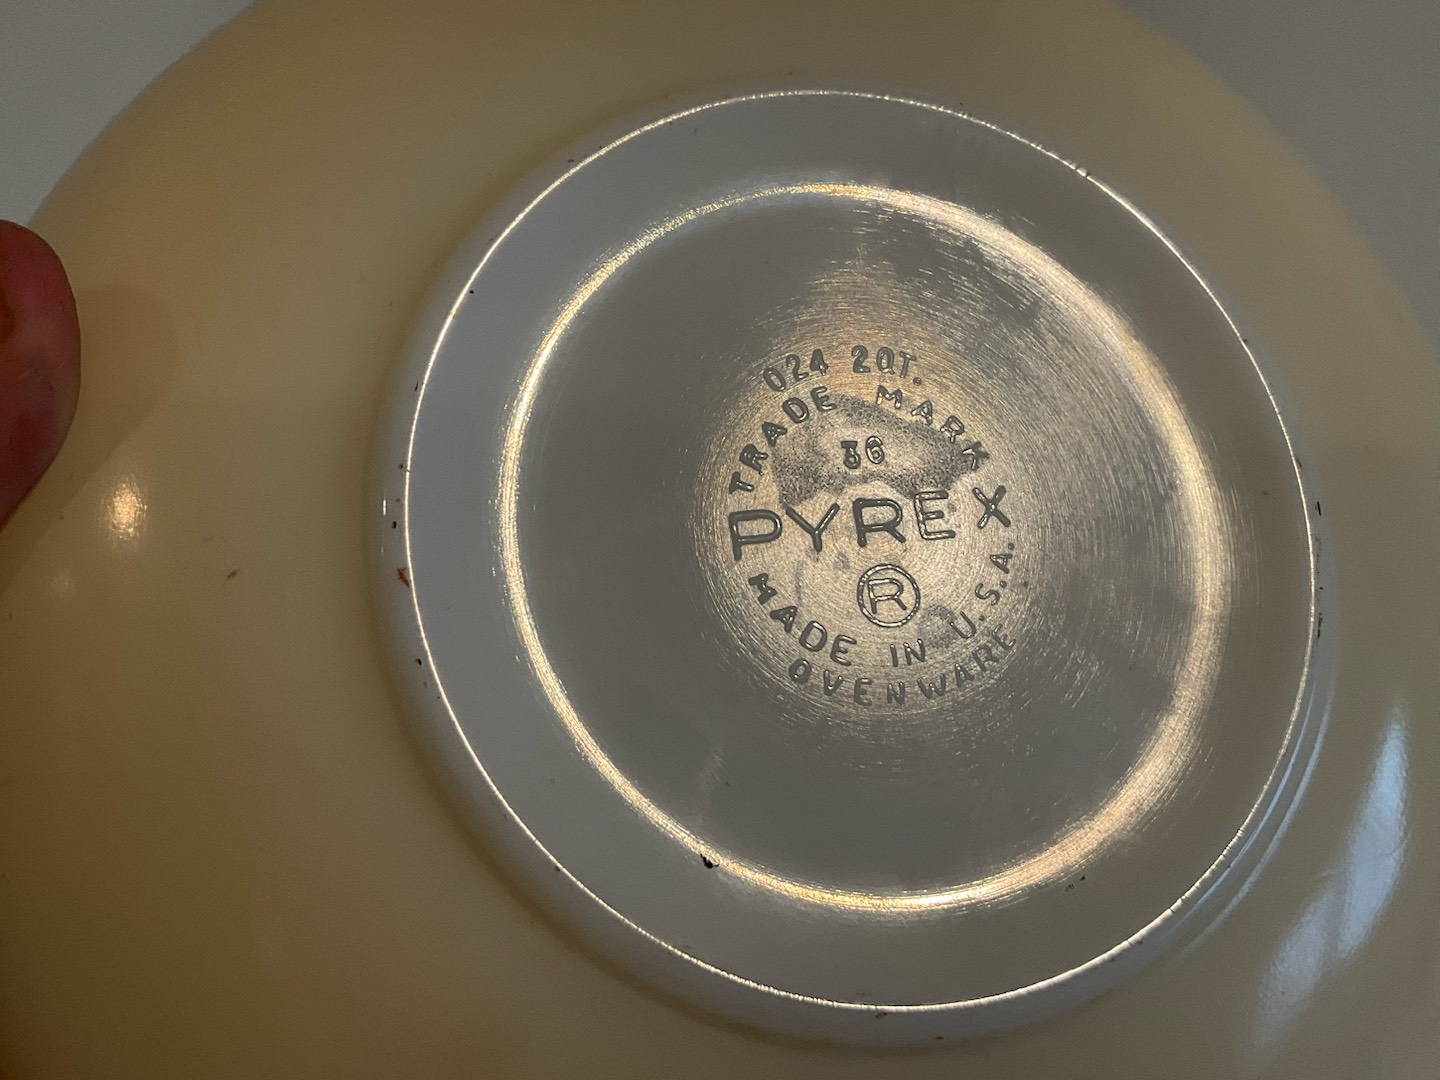 024 2QT.
TRADE MARK
36
PYREX
®
MADE IN U.S.A.
OVENWARE